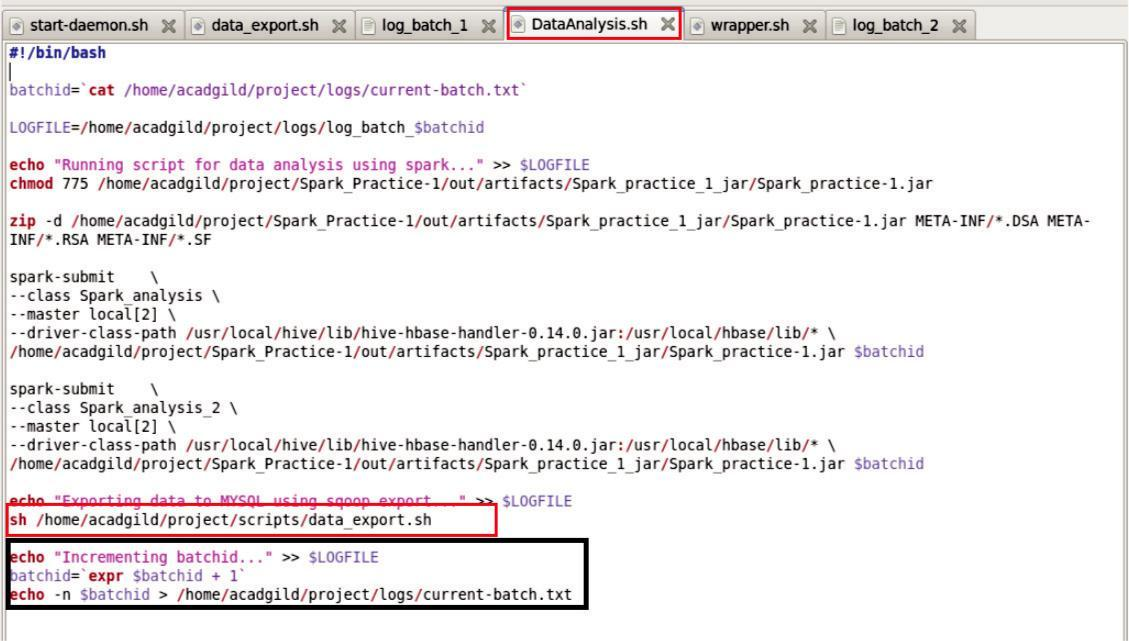 start-daemon.sh data_export.sh log_batch_1 DataAnalysis.sh wrapper.sh log_batch_2
#!/bin/bash
batchid=`cat /home/acadgild/project/logs/current-batch.txt`
LOGFILE=/home/acadgild/project/logs/log_batch_$batchid
echo "Running script for data analysis using spark..." >> $LOGFILE
chmod 775 /home/acadgild/project/Spark_Practice-1/out/artifacts/Spark_practice_1_jar/Spark_practice-1.jar
zip -d /home/acadgild/project/Spark_Practice-1/out/artifacts/Spark_practice_1_jar/Spark_practice-1.jar META-INF/*.DSA META-
INF/*.RSA META-INF/*.SF
spark-submit \
--class Spark_analysis \
--master local[2] \
--driver-class-path /usr/local/hive/lib/hive-hbase-handler-0.14.0.jar:/usr/local/hbase/lib/* \
/home/acadgild/project/Spark_Practice-1/out/artifacts/Spark_practice_1_jar/Spark_practice-1.jar $batchid
spark-submit \
--class Spark_analysis_2 \
--master local[2] \
--driver-class-path /usr/local/hive/lib/hive-hbase-handler-0.14.0.jar:/usr/local/hbase/lib/* \
/home/acadgild/project/Spark_Practice-1/out/artifacts/Spark_practice_1_jar/Spark_practice-1.jar $batchid
echo "Exporting data to MYSQL using sqoop export..." >> $LOGFILE
sh /home/acadgild/project/scripts/data_export.sh
echo "Incrementing batchid..." >> $LOGFILE
batchid=`expr $batchid + 1`
echo -n $batchid > /home/acadgild/project/logs/current-batch.txt